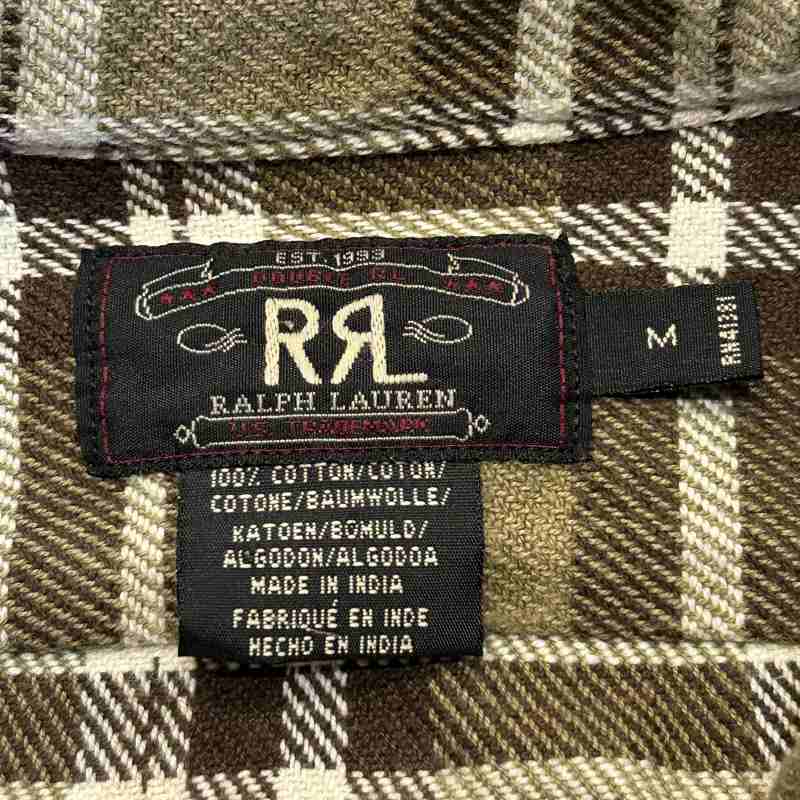 EST. 1993
DOUBLE RL
RRL
RALPH LAUREN
U.S. TRADEMARK
M
RN41381
100% COTTON/COTON/
COTONE/BAUMWOLLE/
KATOEN/BOMULD/
ALGODON/ALGODOA
MADE IN INDIA
FABRIQUÉ EN INDE
HECHO EN INDIA